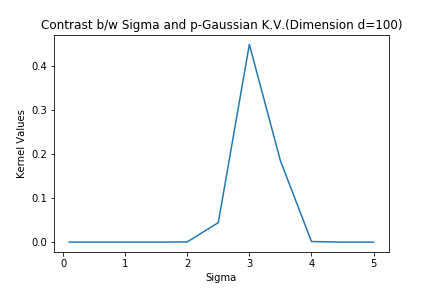 Contrast b/w Sigma and p-Gaussian K.V.(Dimension d=100)
Kernel Values
0.4
0.3
0.2
0.1
0.0
0 1 2 3 4 5
Sigma